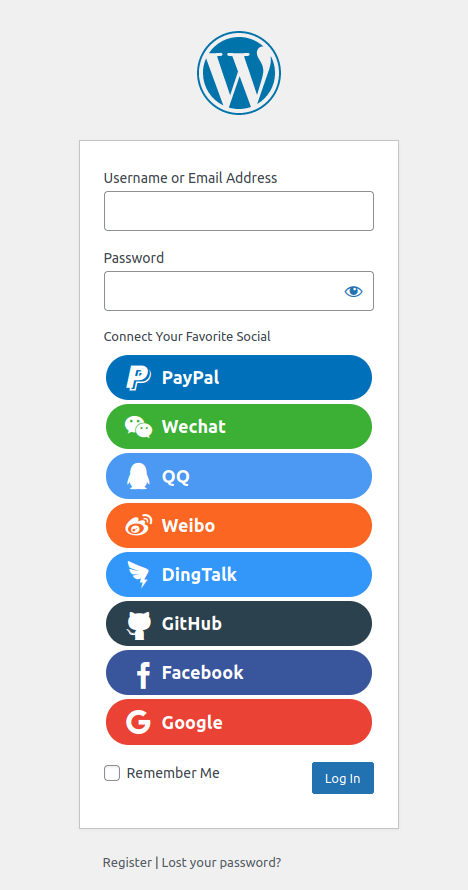 Username or Email Address
Password
Connect Your Favorite Social
PayPal
Wechat
QQ
Weibo
DingTalk
GitHub
Facebook
Google
Remember Me
Log In
Register | Lost your password?